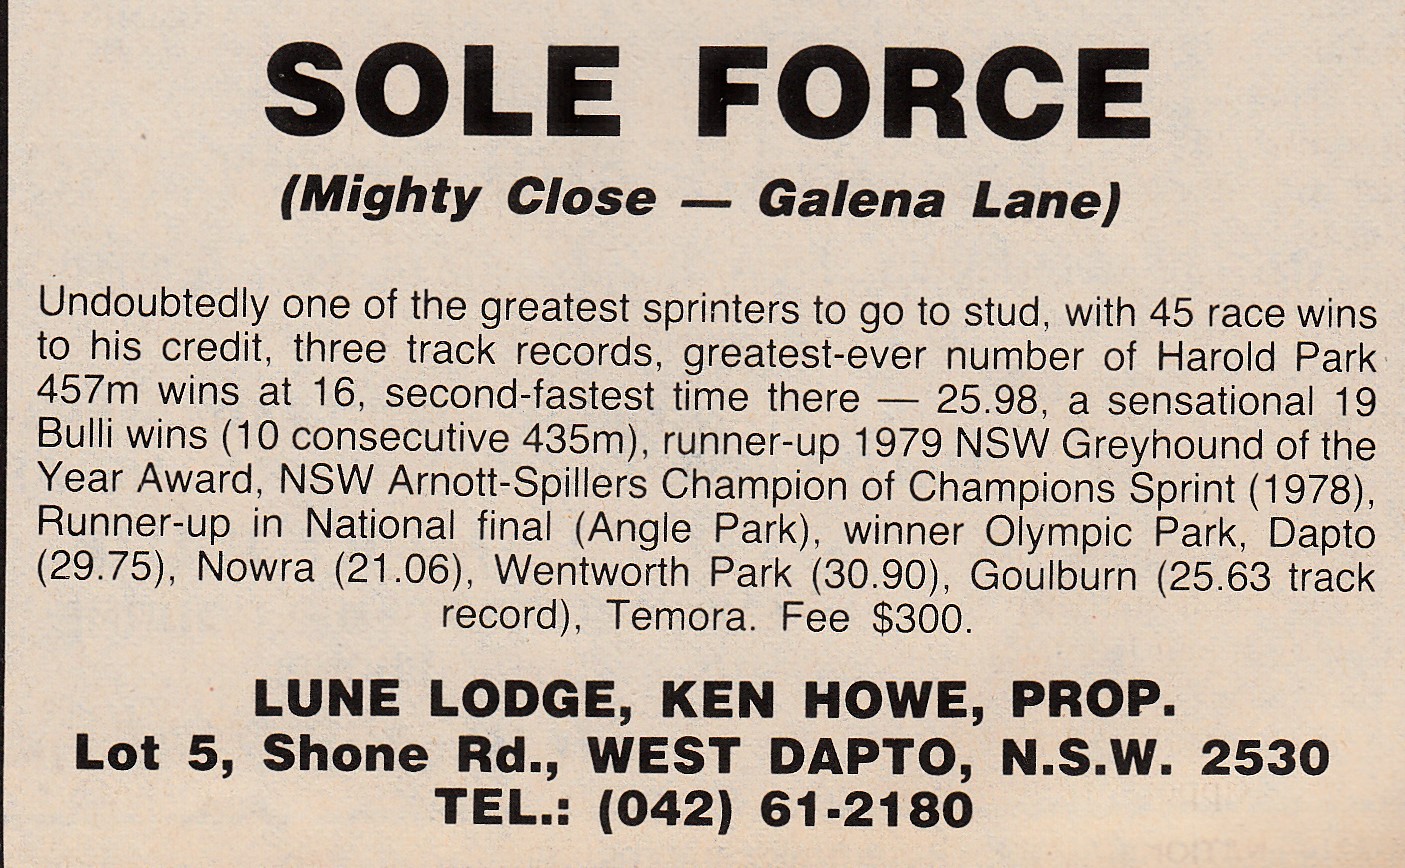 SOLE FORCE
(Mighty Close — Galena Lane)
Undoubtedly one of the greatest sprinters to go to stud, with 45 race wins
to his credit, three track records, greatest-ever number of Harold Park
457m wins at 16, second-fastest time there — 25.98, a sensational 19
Bulli wins (10 consecutive 435m), runner-up 1979 NSW Greyhound of the
Year Award, NSW Arnott-Spillers Champion of Champions Sprint (1978),
Runner-up in National final (Angle Park), winner Olympic Park, Dapto
(29.75), Nowra (21.06), Wentworth Park (30.90), Goulburn (25.63 track
record), Temora. Fee $300.
LUNE LODGE, KEN HOWE, PROP.
Lot 5, Shone Rd., WEST DAPTO, N.S.W. 2530
TEL.: (042) 61-2180